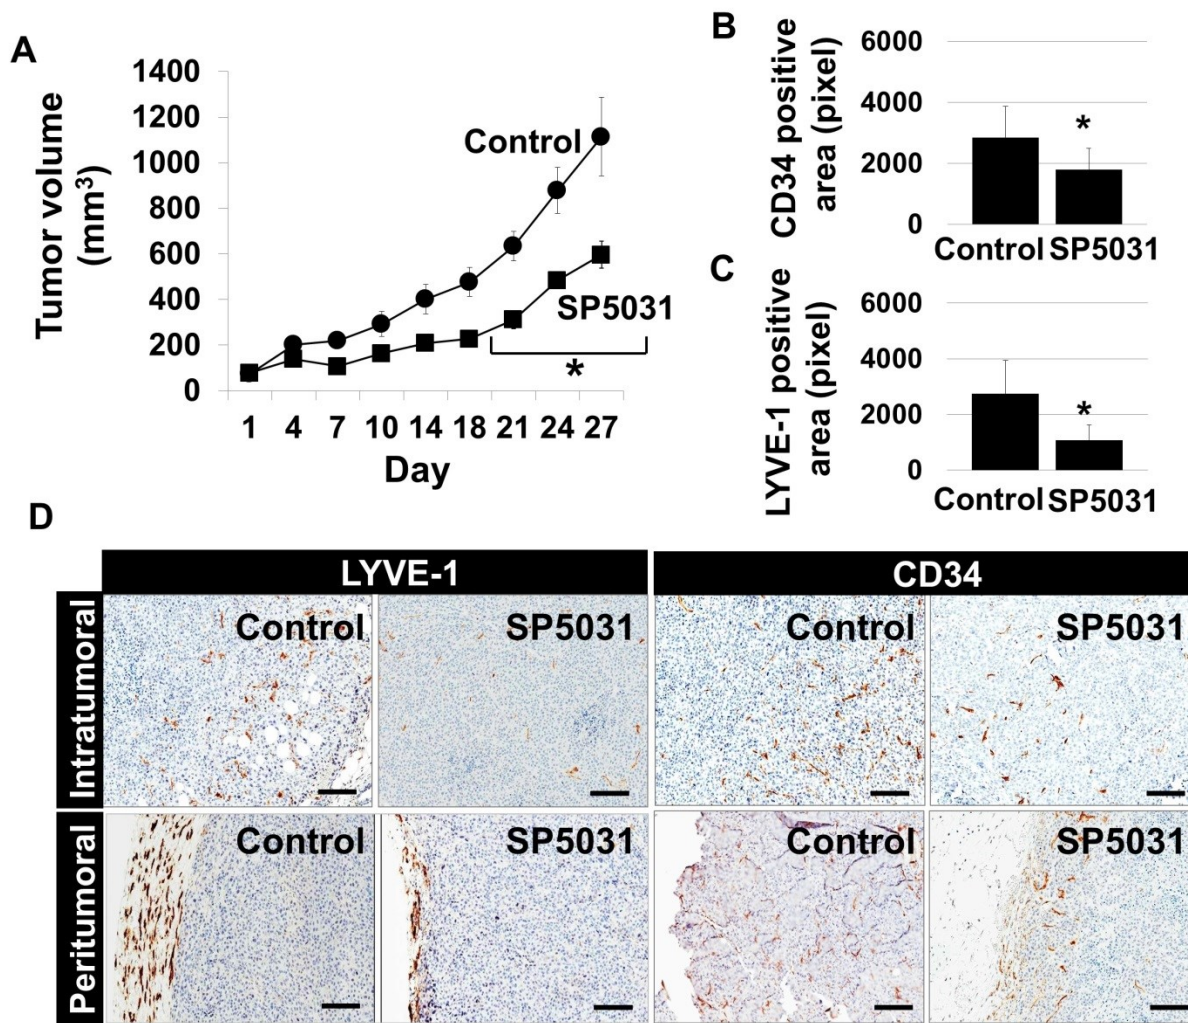 A
1400
1200
1000
800
600
400
200
0
Tumor volume
(mm3)
Control
SP5031
*
1 4 7 10 14 18 21 24 27
Day
B
6000
4000
2000
0
CD34 positive
area (pixel)
*
Control SP5031
C
6000
4000
2000
0
LYVE-1 positive
area (pixel)
*
Control SP5031
D
LYVE-1 CD34
Intratumoral
Control SP5031 Control SP5031
Peritumoral
Control SP5031 Control SP5031